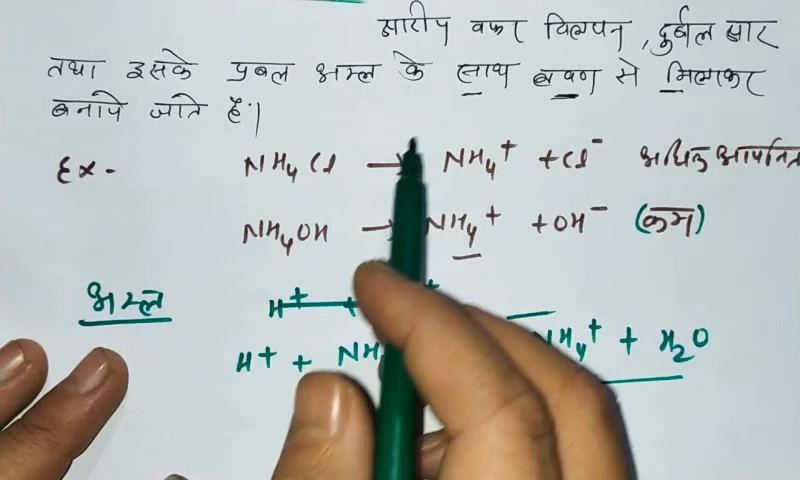 क्षारीय बफर विलयन, दुर्बल क्षार
तथा इसके प्रबल अम्ल के साथ लवण से मिलाकर
बनाये जाते है।
Ex- NH4Cl → NH4+ + Cl- अधिक आयनित
NH4OH → NH4+ + OH- (कम)
अम्ल H+ + +
H+ + NH4 NH4+ + H2O